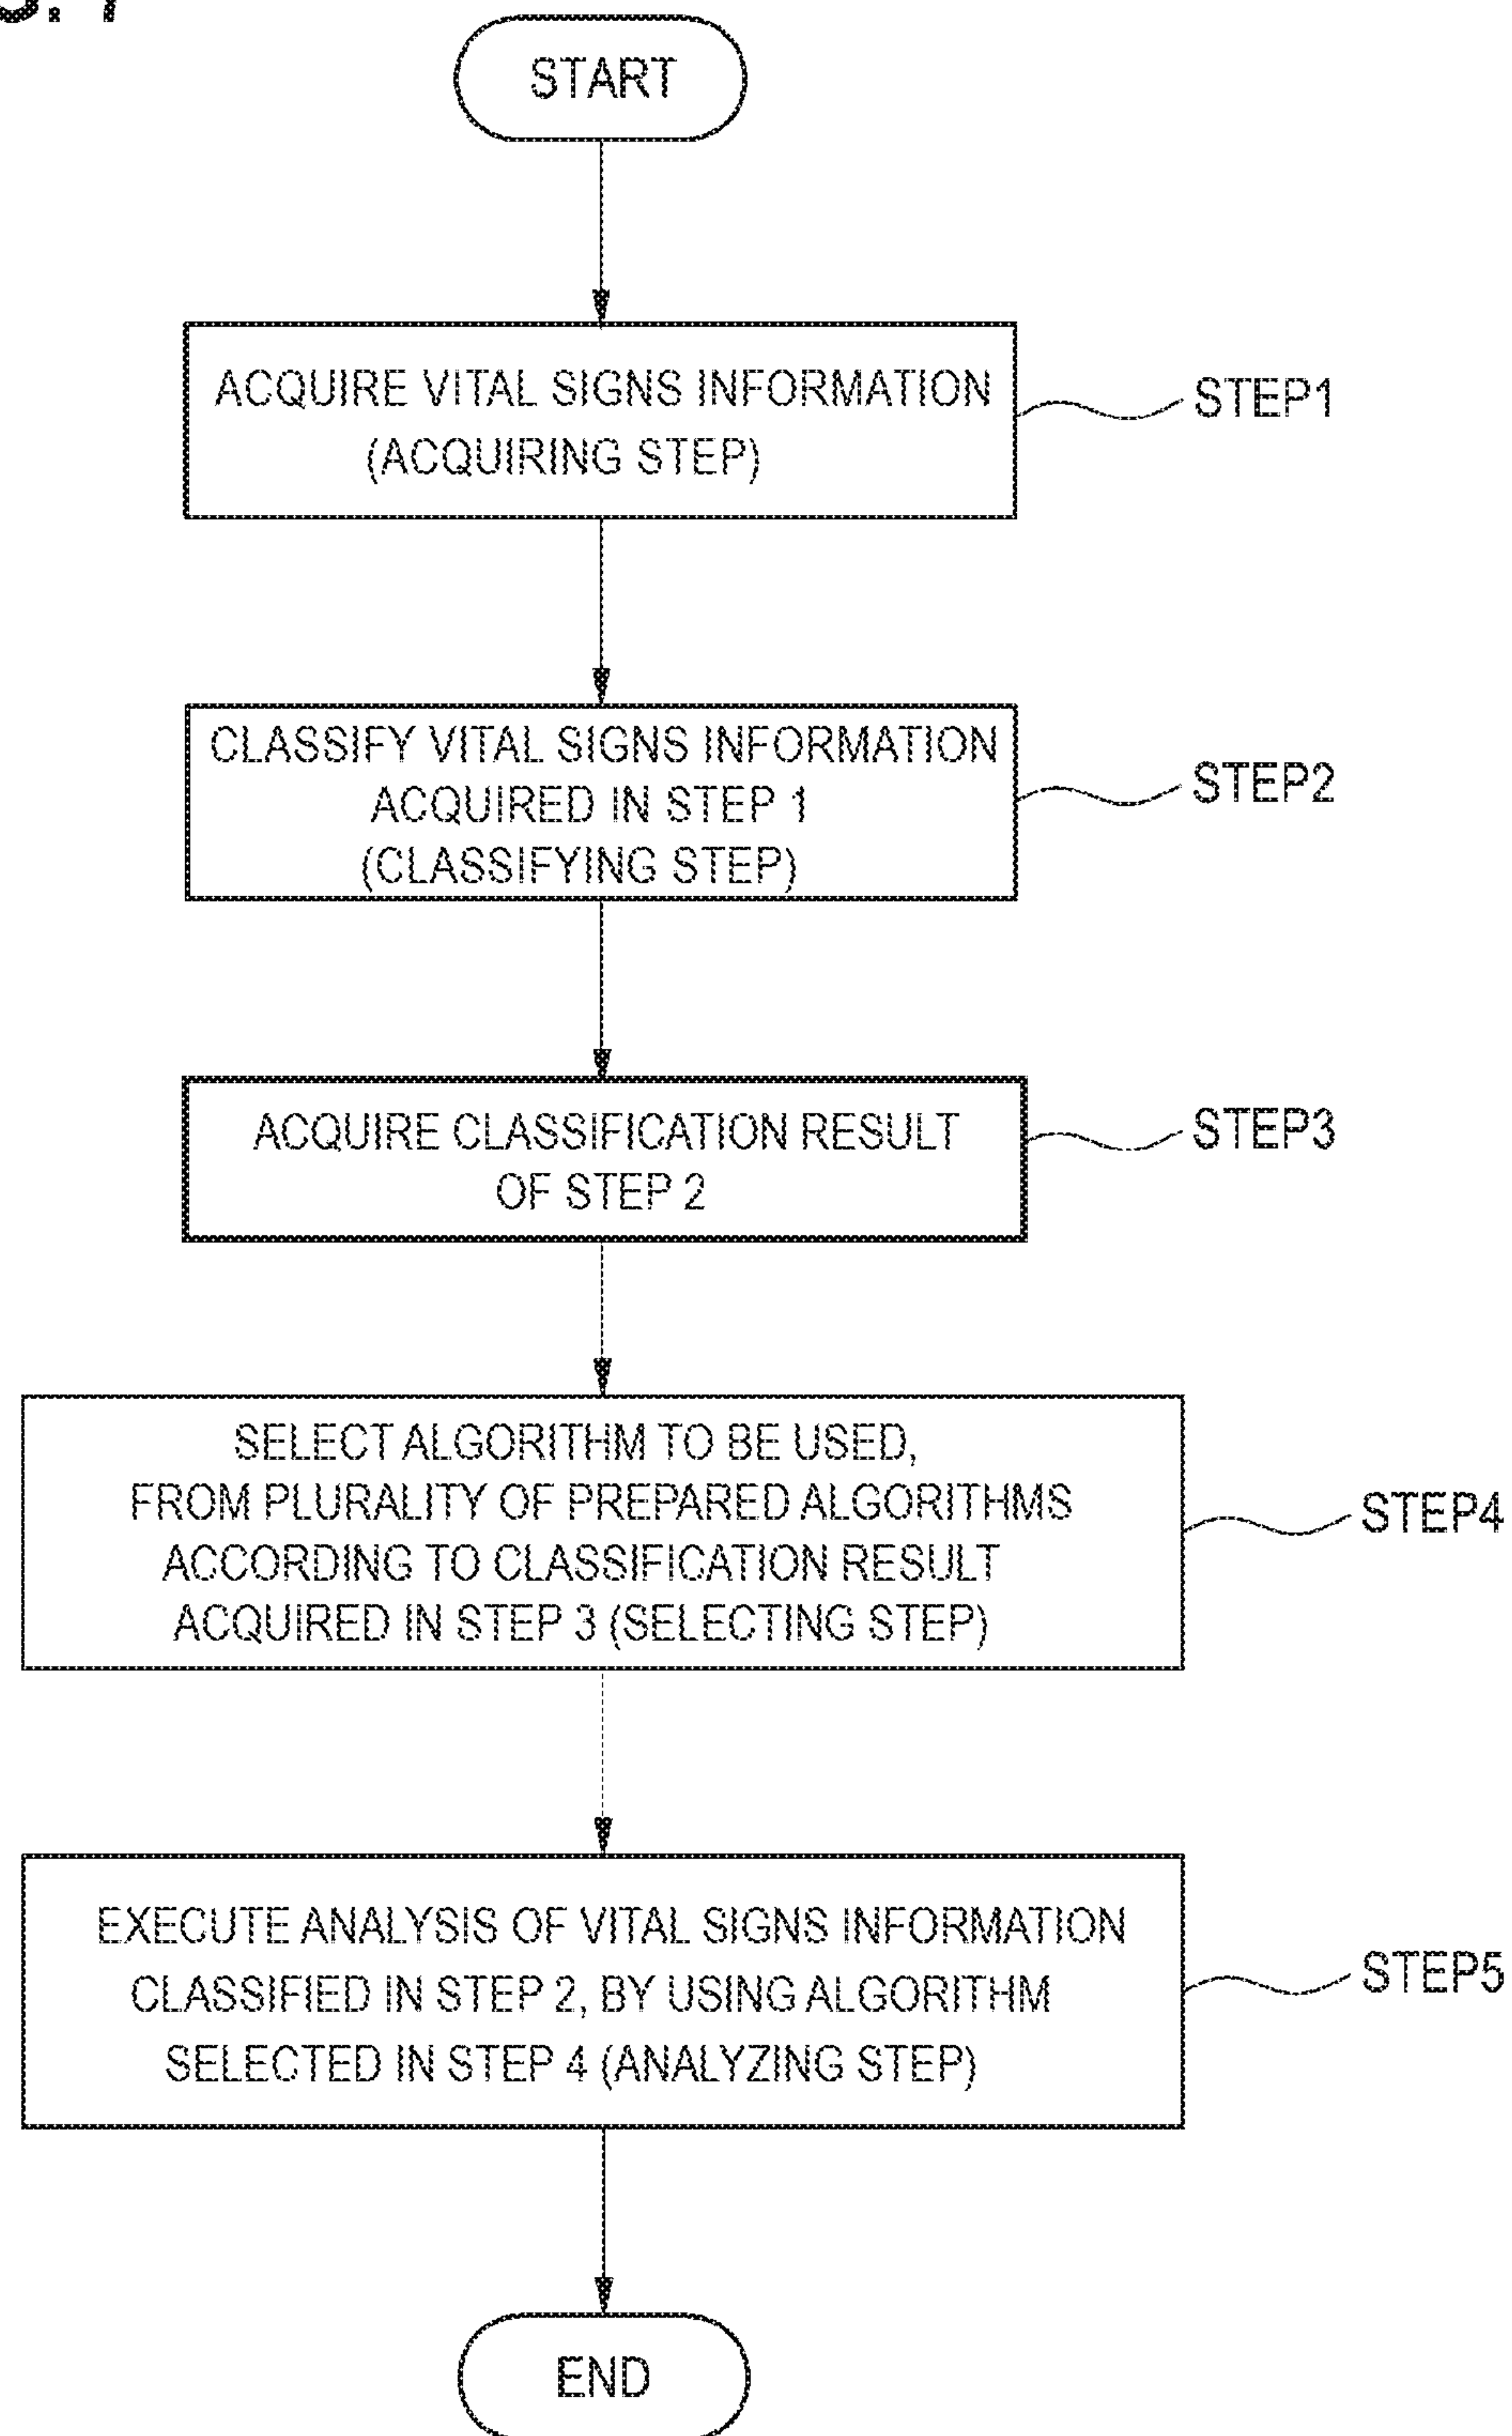 START
ACQUIRE VITAL SIGNS INFORMATION
(ACQUIRING STEP)
STEP1
CLASSIFY VITAL SIGNS INFORMATION
ACQUIRED IN STEP 1
(CLASSIFYING STEP)
STEP2
ACQUIRE CLASSIFICATION RESULT
OF STEP 2
STEP3
SELECT ALGORITHM TO BE USED,
FROM PLURALITY OF PREPARED ALGORITHMS
ACCORDING TO CLASSIFICATION RESULT
ACQUIRED IN STEP 3 (SELECTING STEP)
STEP4
EXECUTE ANALYSIS OF VITAL SIGNS INFORMATION
CLASSIFIED IN STEP 2, BY USING ALGORITHM
SELECTED IN STEP 4 (ANALYZING STEP)
STEP5
END